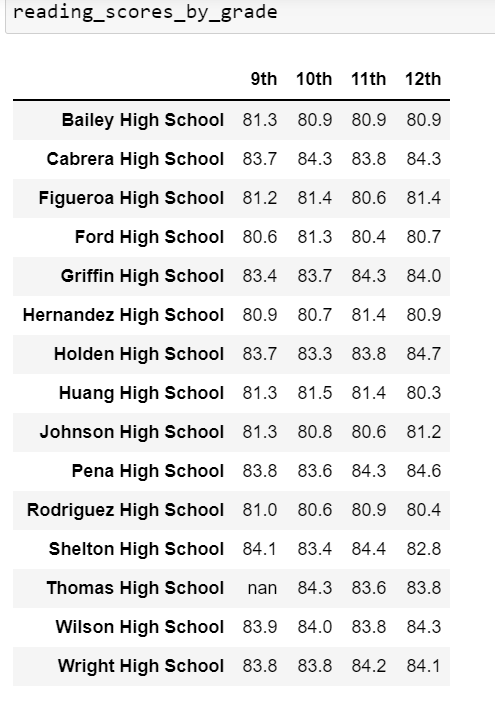 reading_scores_by_grade
9th 10th 11th 12th
Bailey High School 81.3 80.9 80.9 80.9
Cabrera High School 83.7 84.3 83.8 84.3
Figueroa High School 81.2 81.4 80.6 81.4
Ford High School 80.6 81.3 80.4 80.7
Griffin High School 83.4 83.7 84.3 84.0
Hernandez High School 80.9 80.7 81.4 80.9
Holden High School 83.7 83.3 83.8 84.7
Huang High School 81.3 81.5 81.4 80.3
Johnson High School 81.3 80.8 80.6 81.2
Pena High School 83.8 83.6 84.3 84.6
Rodriguez High School 81.0 80.6 80.9 80.4
Shelton High School 84.1 83.4 84.4 82.8
Thomas High School nan 84.3 83.6 83.8
Wilson High School 83.9 84.0 83.8 84.3
Wright High School 83.8 83.8 84.2 84.1